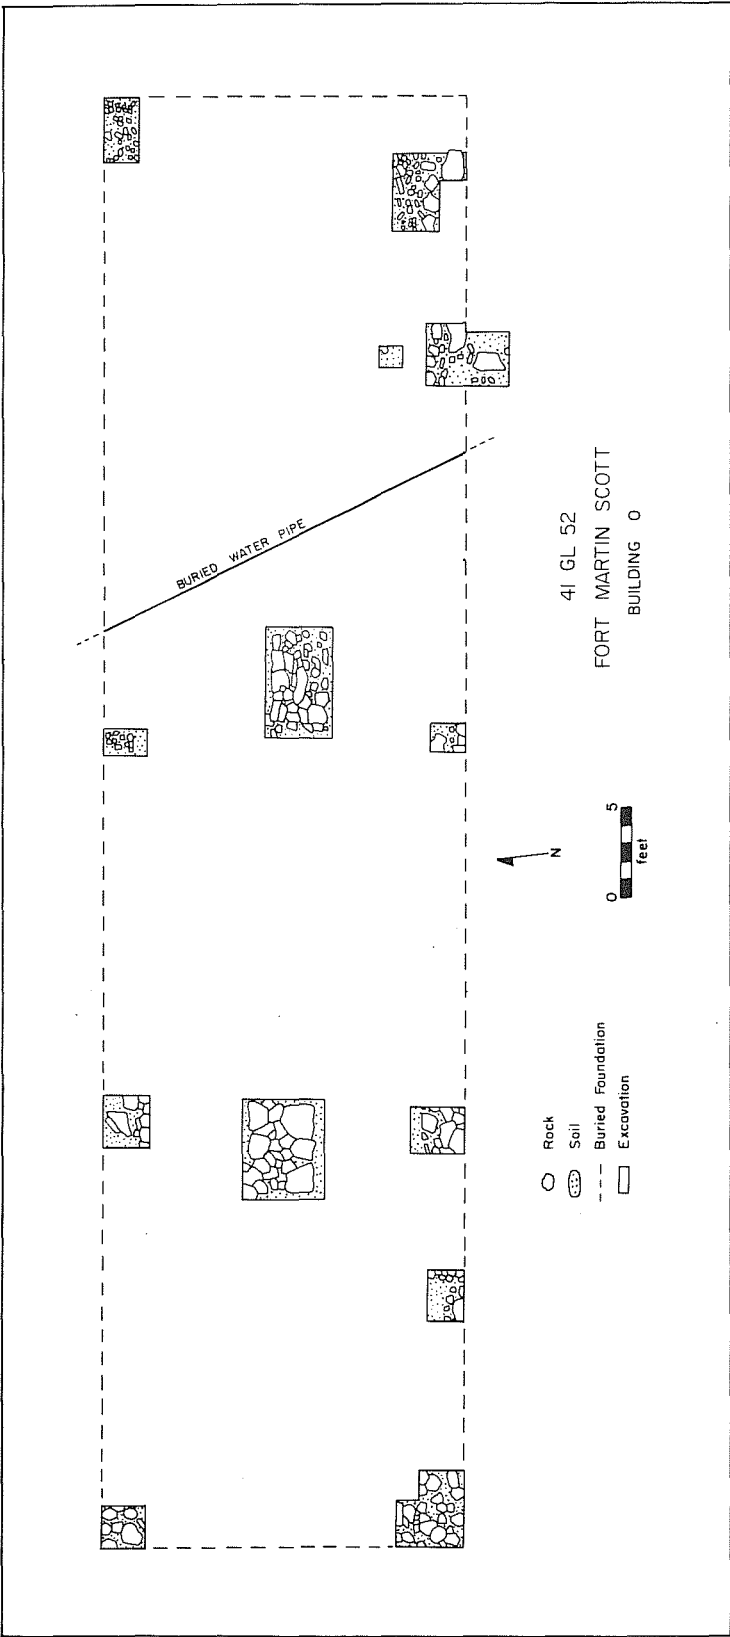 BURIED WATER PIPE
41 GL 52
FORT MARTIN SCOTT
BUILDING O
N
0 5
feet
Rock
Soil
Buried Foundation
Excavation